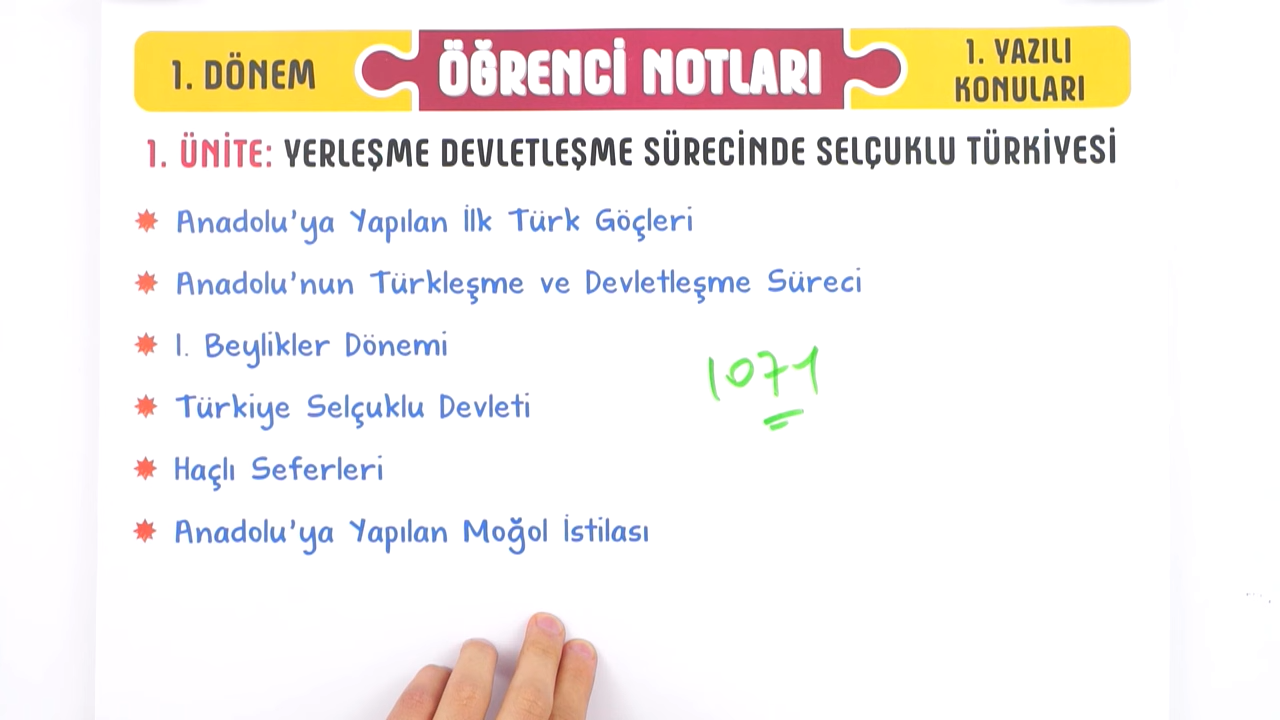 1. DÖNEM
ÖĞRENCİ NOTLARI
1. YAZILI
KONULARI
1. ÜNİTE: YERLEŞME DEVLETLEŞME SÜRECİNDE SELÇUKLU TÜRKİYESİ
Anadolu'ya Yapılan İlk Türk Göçleri
Anadolu'nun Türkleşme ve Devletleşme Süreci
I. Beylikler Dönemi
1071
Türkiye Selçuklu Devleti
Haçlı Seferleri
Anadolu'ya Yapılan Moğol İstilası